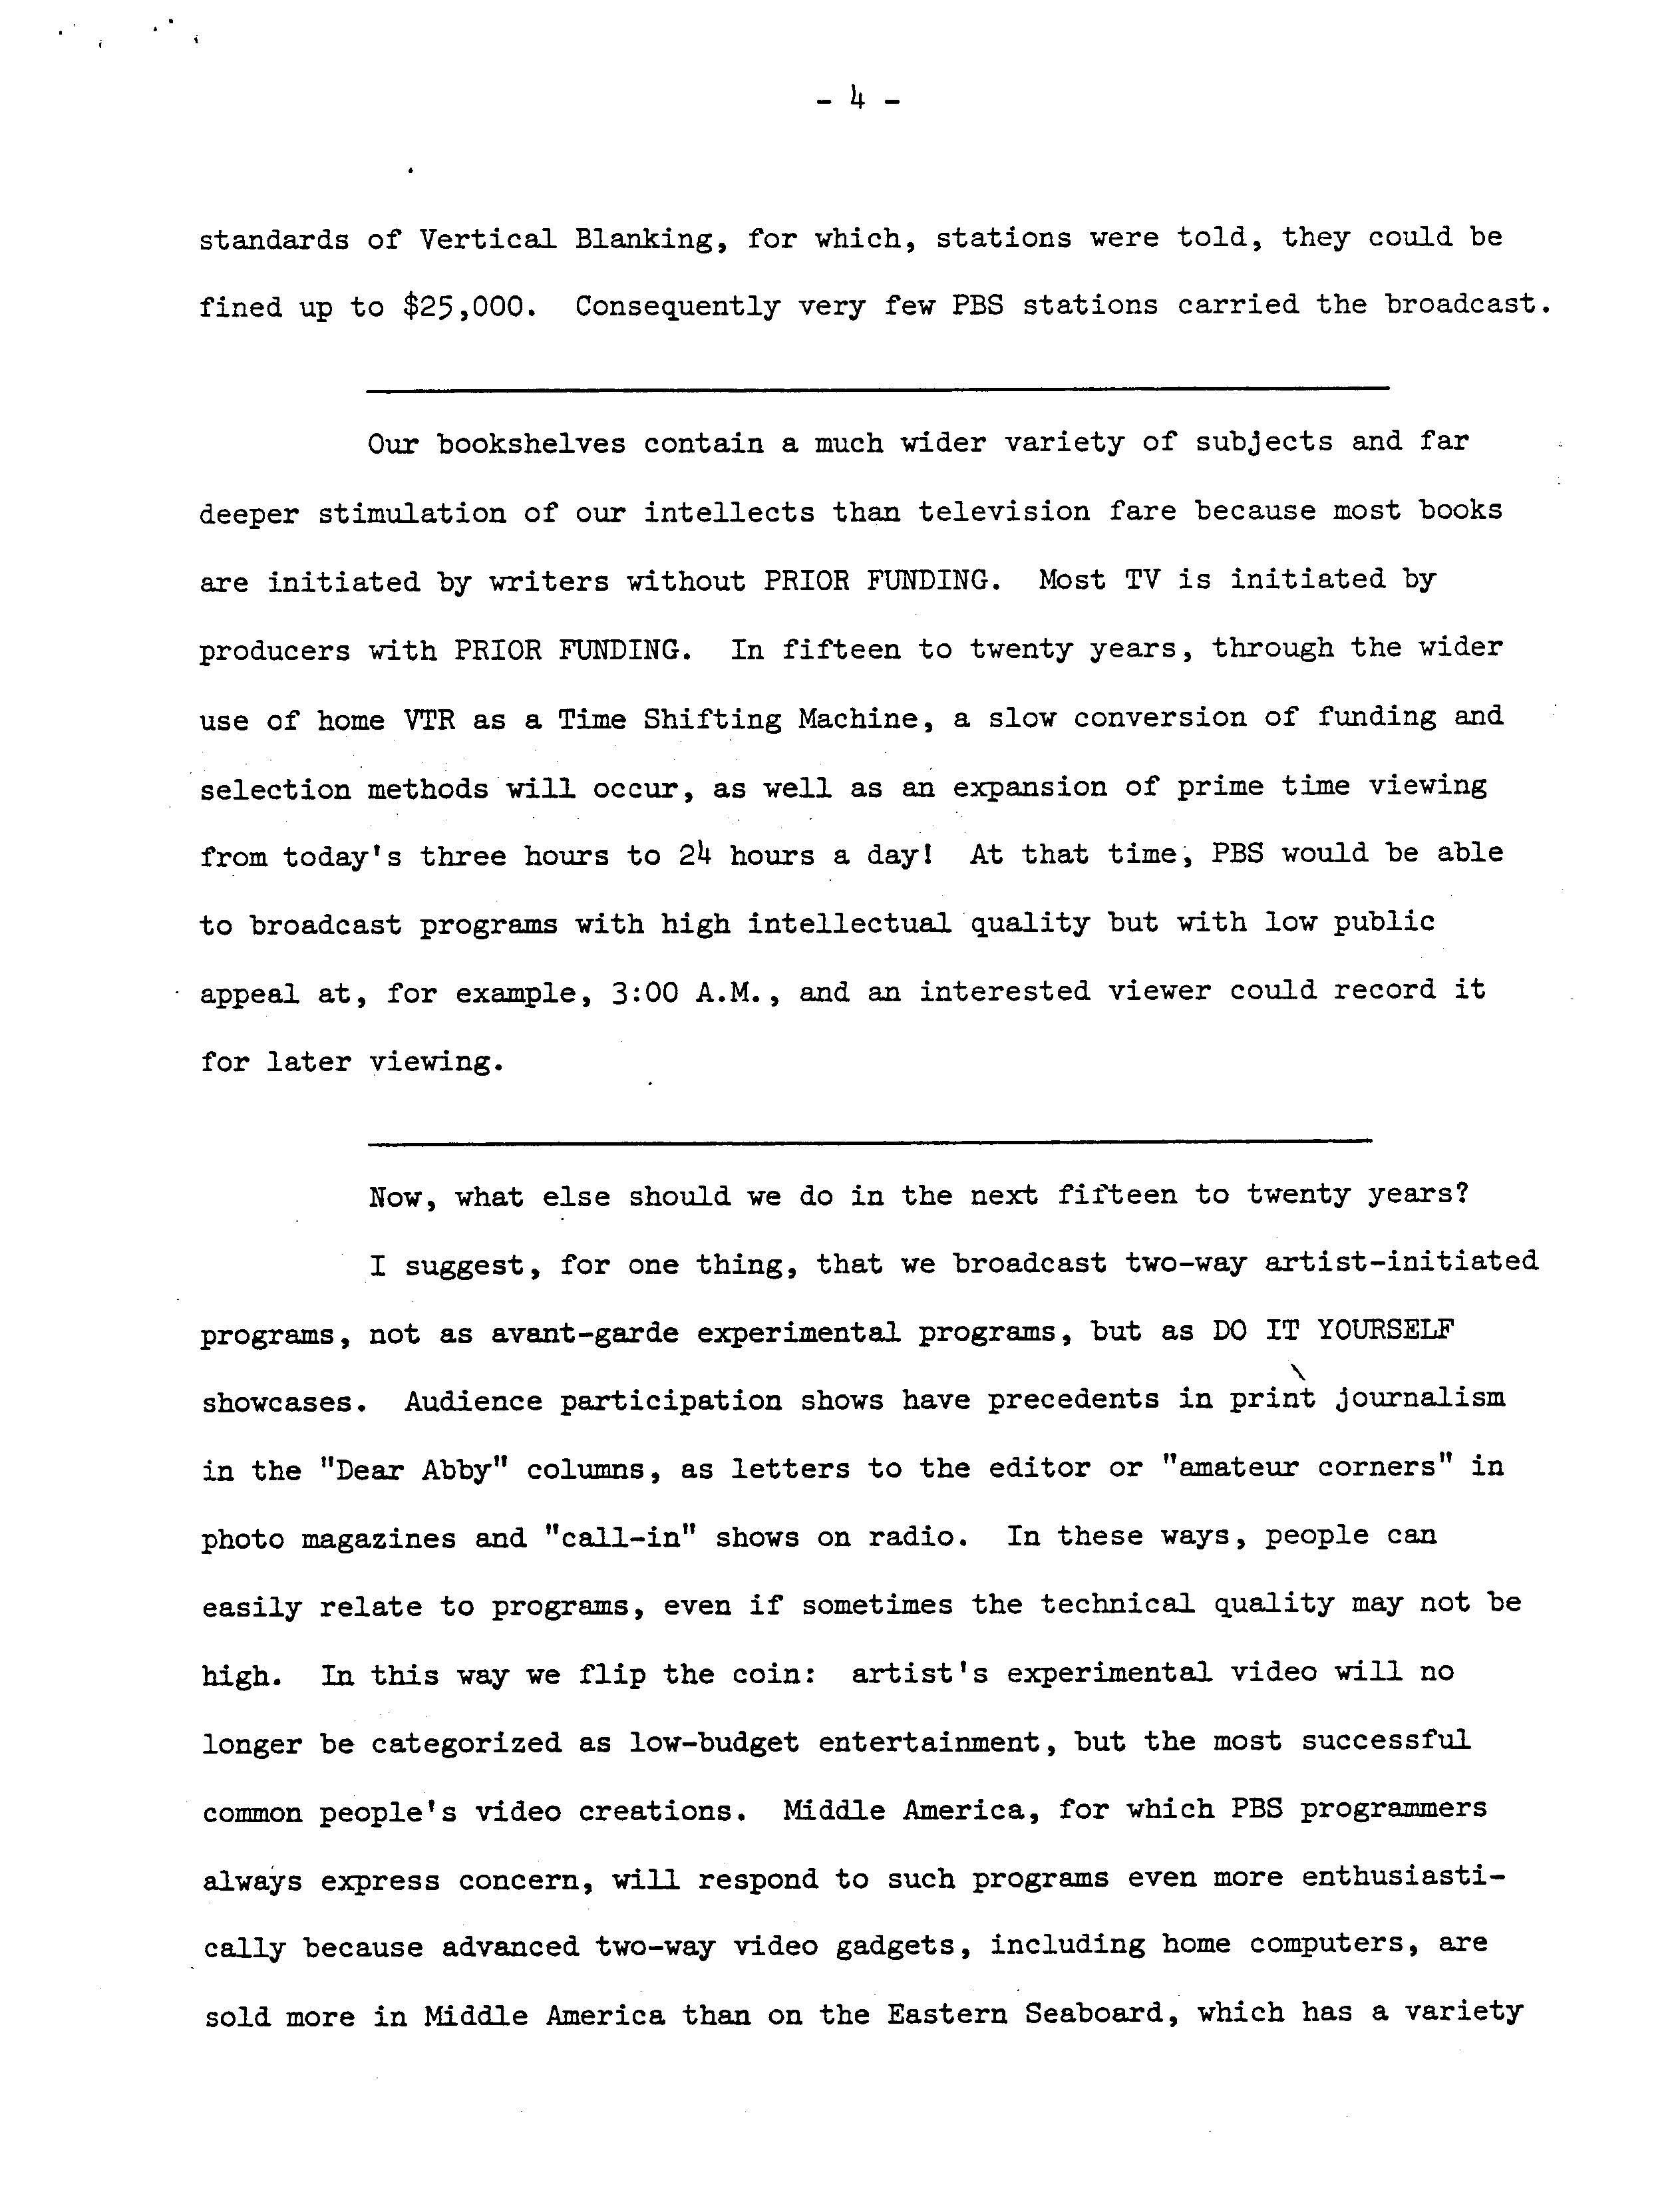 - 4 -
standards of Vertical Blanking, for which, stations were told, they could be
fined up to $25,000.  Consequently very few PBS stations carried the broadcast.
Our bookshelves contain a much wider variety of subjects and far
deeper stimulation of our intellects than television fare because most books
are initiated by writers without PRIOR FUNDING.  Most TV is initiated by
producers with PRIOR FUNDING.  In fifteen to twenty years, through the wider
use of home VTR as a Time Shifting Machine, a slow conversion of funding and
selection methods will occur, as well as an expansion of prime time viewing
from today's three hours to 24 hours a day!  At that time, PBS would be able
to broadcast programs with high intellectual quality but with low public
appeal at, for example, 3:00 A.M., and an interested viewer could record it
for later viewing.
Now, what else should we do in the next fifteen to twenty years?
I suggest, for one thing, that we broadcast two-way artist-initiated
programs, not as avant-garde experimental programs, but as DO IT YOURSELF
showcases.  Audience participation shows have precedents in print journalism
in the "Dear Abby" columns, as letters to the editor or "amateur corners" in
photo magazines and "call-in" shows on radio.  In these ways, people can
easily relate to programs, even if sometimes the technical quality may not be
high.  In this way we flip the coin:  artist's experimental video will no
longer be categorized as low-budget entertainment, but the most successful
common people's video creations.  Middle America, for which PBS programmers
always express concern, will respond to such programs even more enthusiasti-
cally because advanced two-way video gadgets, including home computers, are
sold more in Middle America than on the Eastern Seaboard, which has a variety